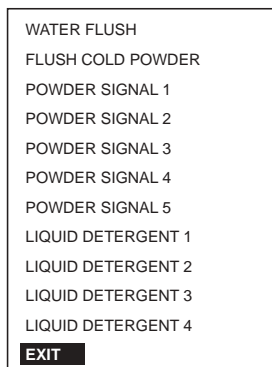 WATER FLUSH
FLUSH COLD POWDER
POWDER SIGNAL 1
POWDER SIGNAL 2
POWDER SIGNAL 3
POWDER SIGNAL 4
POWDER SIGNAL 5
LIQUID DETERGENT 1
LIQUID DETERGENT 2
LIQUID DETERGENT 3
LIQUID DETERGENT 4
EXIT